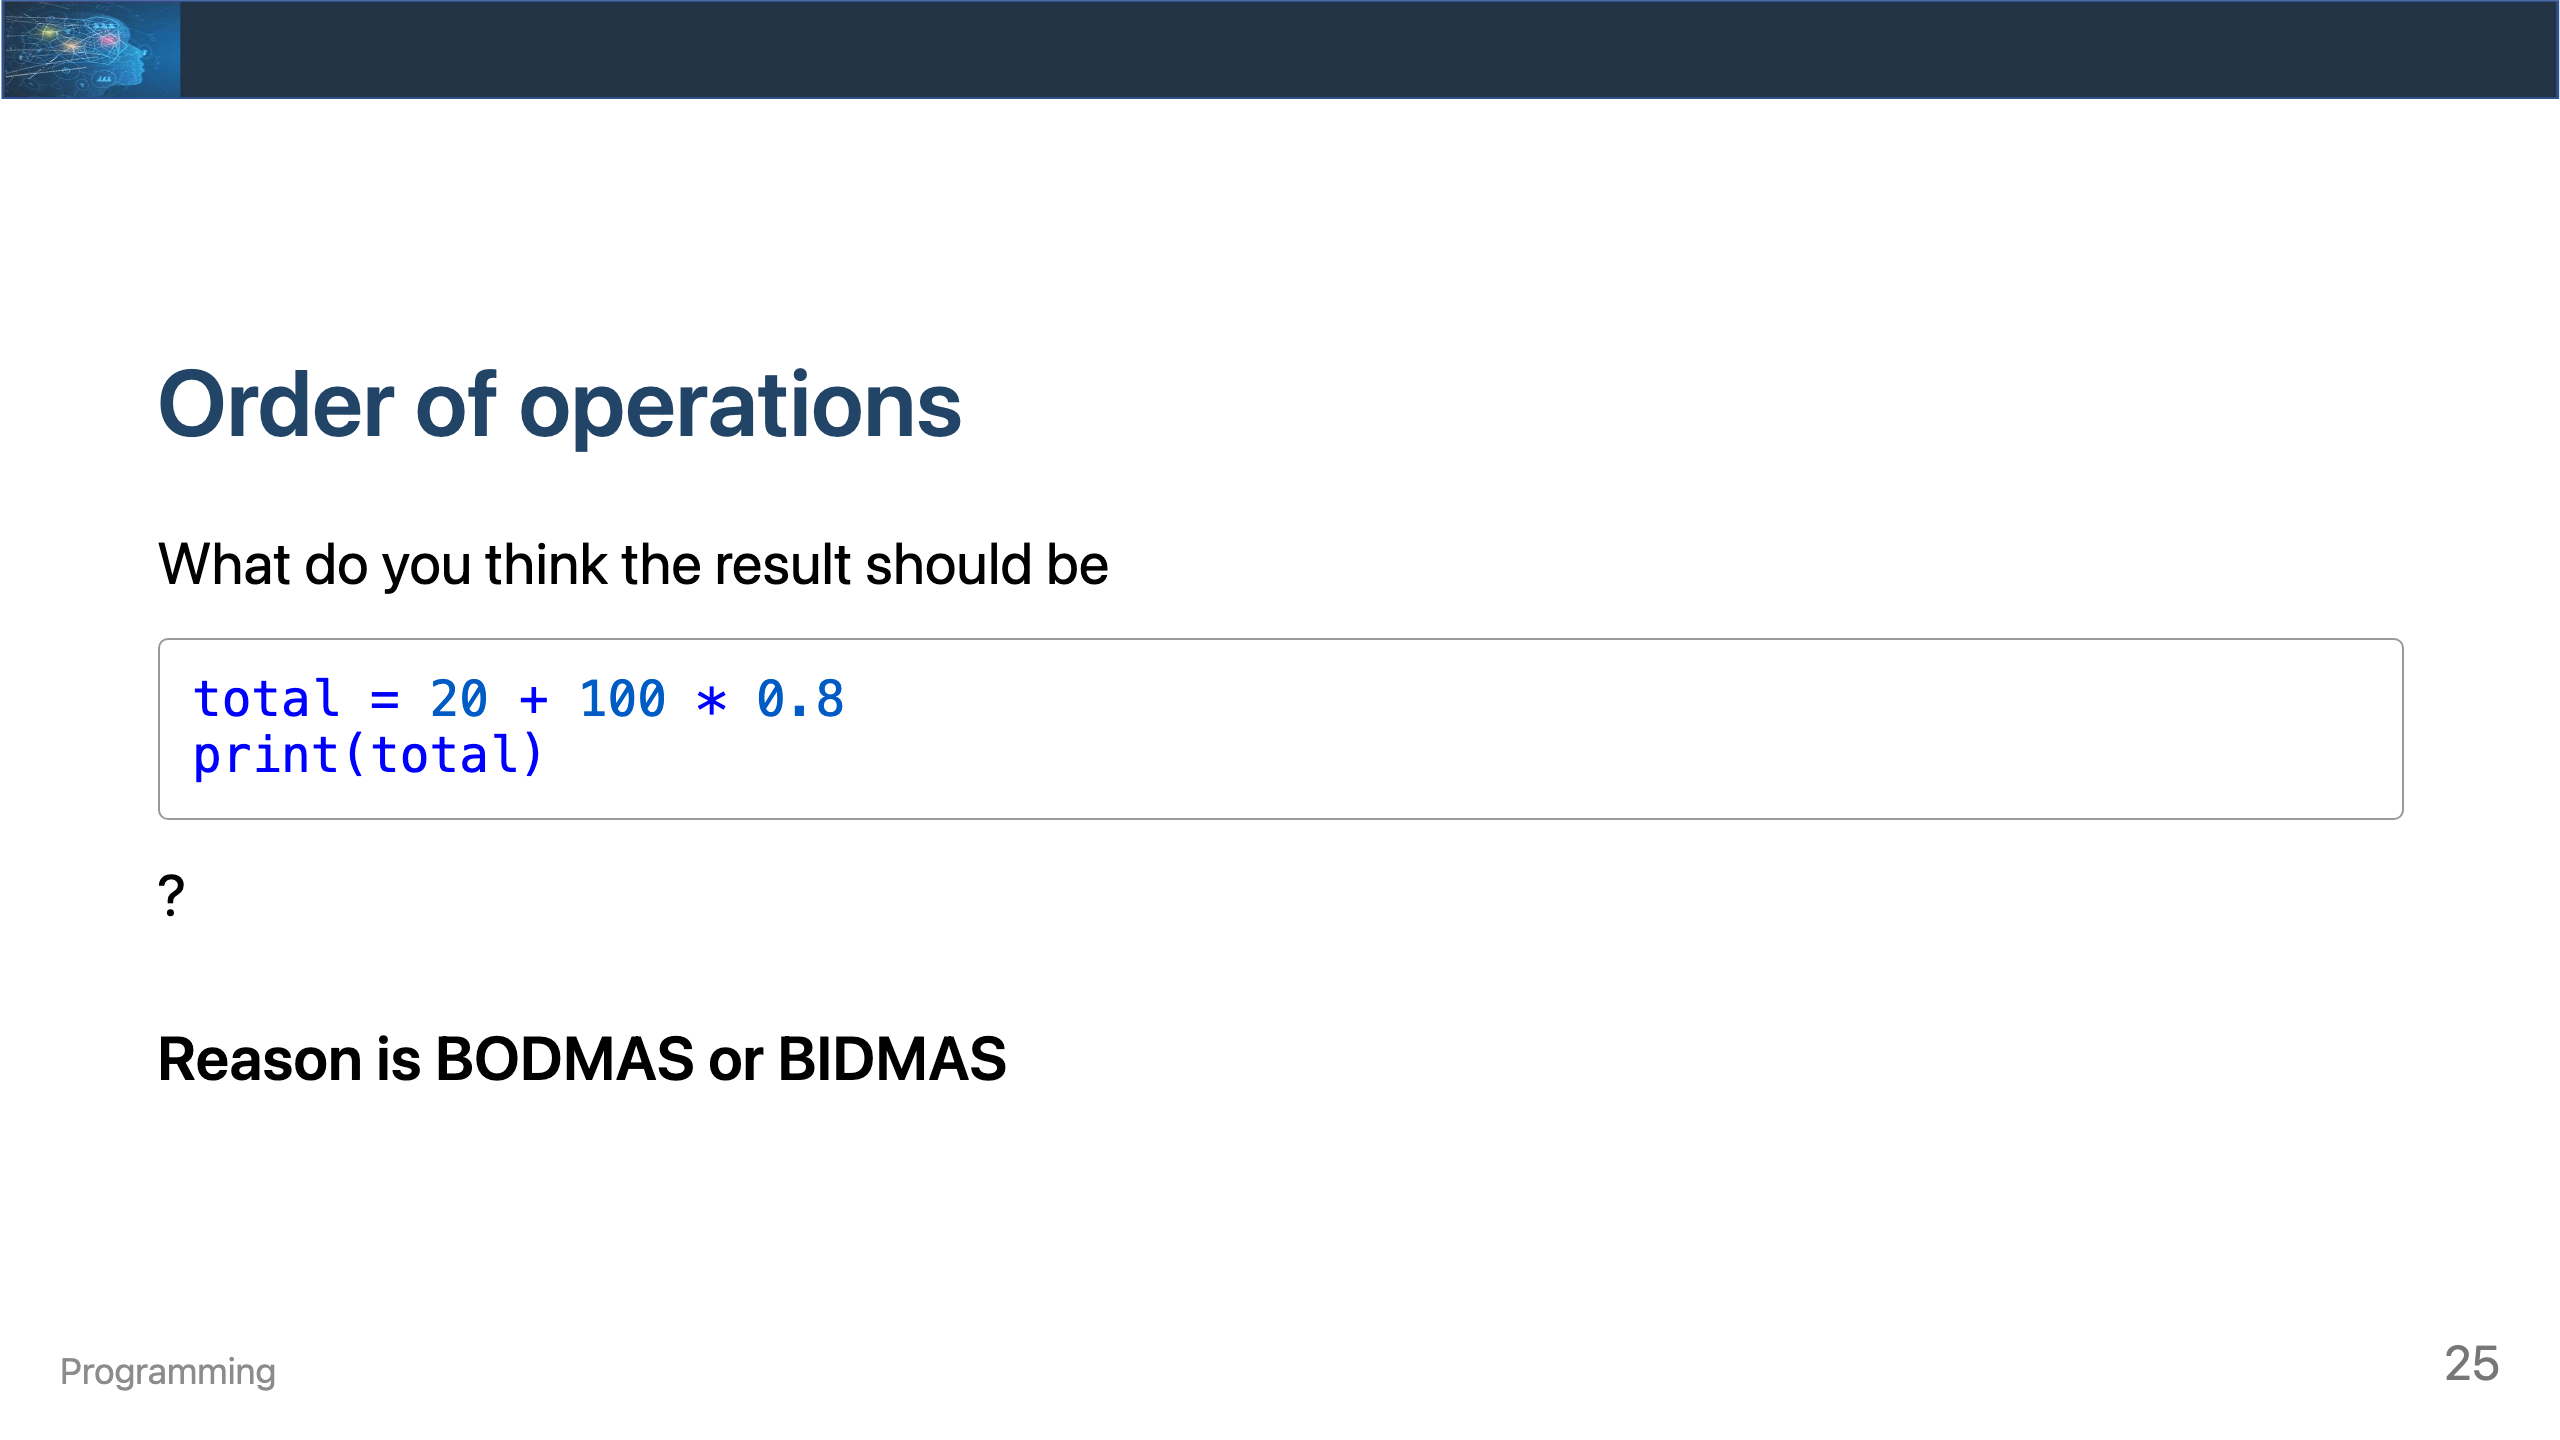 Order of operations
What do you think the result should be
total = 20 + 100 * 0.8
print(total)
?
Reason is BODMAS or BIDMAS
Programming
25